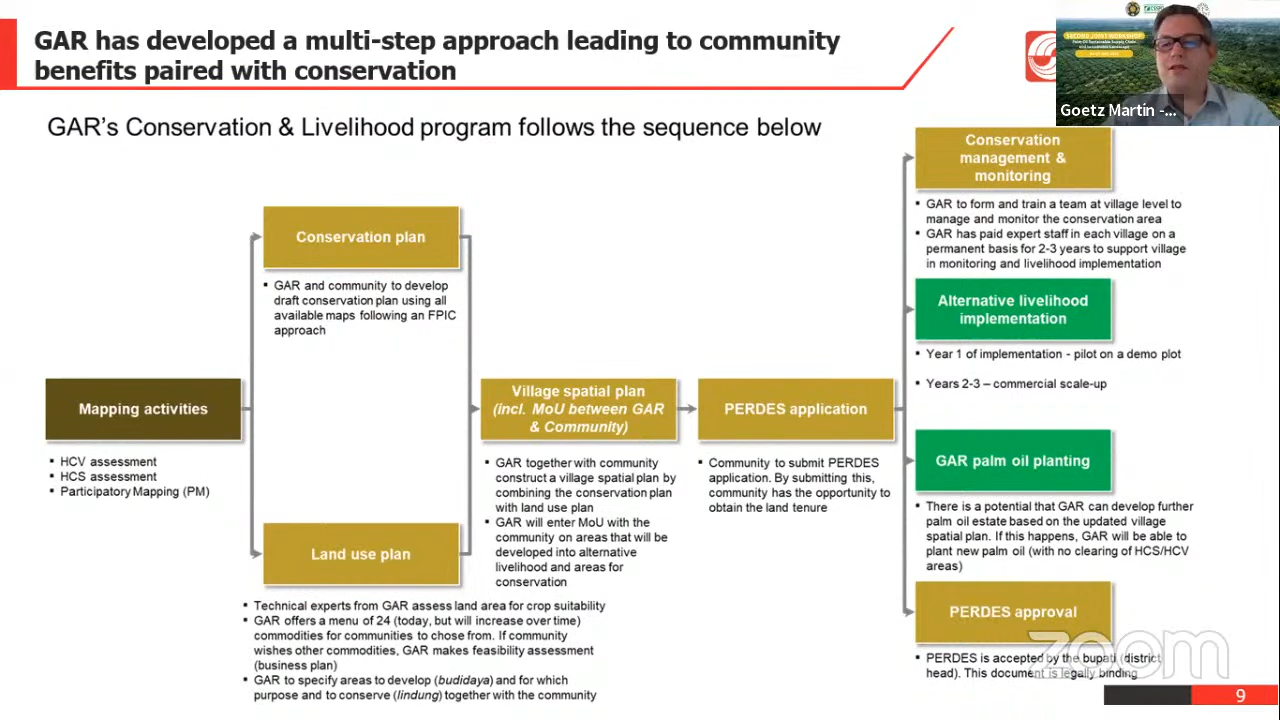 GAR has developed a multi-step approach leading to community
benefits paired with conservation
SECOND JOINT WORKSHOP
Goetz Martin -...
GAR's Conservation & Livelihood program follows the sequence below
Mapping activities
▪ HCV assessment
▪ HCS assessment
▪ Participatory Mapping (PM)
Conservation plan
▪ GAR and community to develop
draft conservation plan using all
available maps following an FPIC
approach
Land use plan
▪ Technical experts from GAR assess land area for crop suitability
▪ GAR offers a menu of 24 (today, but will increase over time)
commodities for communities to chose from. If community
wishes other commodities, GAR makes feasibility assessment
(business plan)
▪ GAR to specify areas to develop (budidaya) and for which
purpose and to conserve (lindung) together with the community
Village spatial plan
(incl. MoU between GAR
& Community)
▪ GAR together with community
construct a village spatial plan by
combining the conservation plan
with land use plan
▪ GAR will enter MoU with the
community on areas that will be
developed into alternative
livelihood and areas for
conservation
PERDES application
▪ Community to submit PERDES
application. By submitting this,
community has the opportunity to
obtain the land tenure
Conservation
management &
monitoring
▪ GAR to form and train a team at village level to
manage and monitor the conservation area
▪ GAR has paid expert staff in each village on a
permanent basis for 2-3 years to support village
in monitoring and livelihood implementation
Alternative livelihood
implementation
▪ Year 1 of implementation - pilot on a demo plot
▪ Years 2-3 – commercial scale-up
GAR palm oil planting
▪ There is a potential that GAR can develop further
palm oil estate based on the updated village
spatial plan. If this happens, GAR will be able to
plant new palm oil (with no clearing of HCS/HCV
areas)
PERDES approval
▪ PERDES is accepted by the bupati (district
head). This document is legally binding
zoom
9